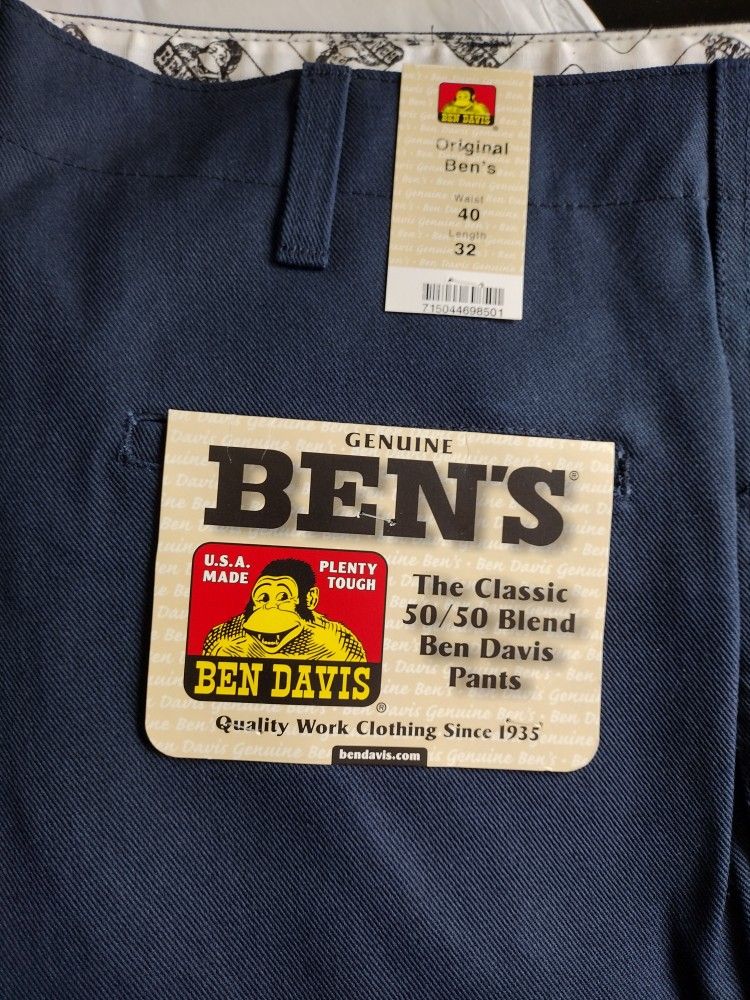 BEN DAVIS
Original
Ben's
Waist
40
Length
32
715044698501
GENUINE
BEN'S®
U.S.A.
MADE
PLENTY
TOUGH
BEN DAVIS®
The Classic
50/50 Blend
Ben Davis
Pants
Quality Work Clothing Since 1935
bendavis.com